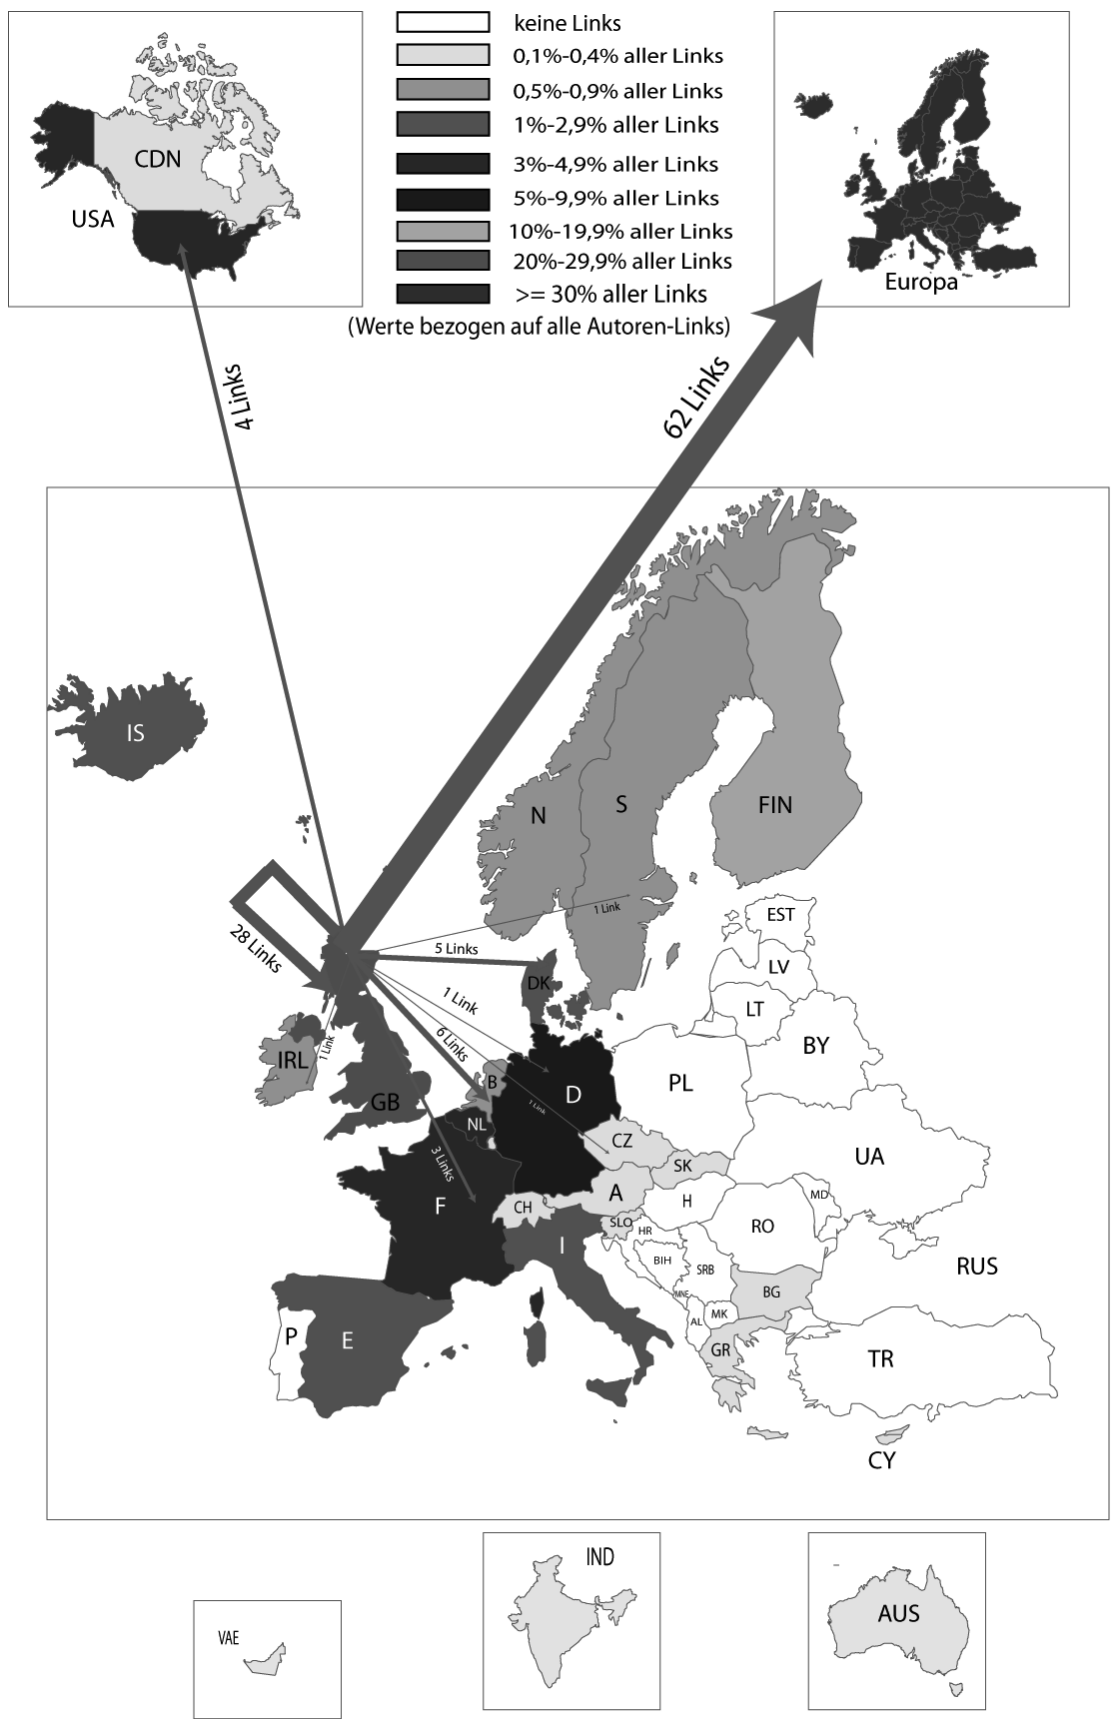 keine Links
0,1%-0,4% aller Links
0,5%-0,9% aller Links
1%-2,9% aller Links
3%-4,9% aller Links
5%-9,9% aller Links
10%-19,9% aller Links
20%-29,9% aller Links
>= 30% aller Links
(Werte bezogen auf alle Autoren-Links)
CDN
USA
Europa
4 Links
62 Links
IS
N
S
FIN
1 Link
28 Links
5 Links
EST
LV
LT
DK
1 Link
BY
6 Links
1 Link
IRL
B
D
PL
GB
1 Link
NL
CZ
UA
3 Links
SK
A
F
CH
H
MD
SLO
HR
RO
I
BIH
SRB
RUS
MNE
BG
P
E
AL
MK
GR
TR
CY
IND
AUS
VAE